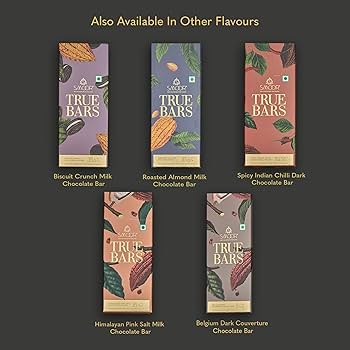 Also Available In Other Flavours
SMOOR
TRUE
BARS
SMOOR
TRUE
BARS
SMOOR
TRUE
BARS
Biscuit Crunch Milk
Chocolate Bar
Roasted Almond Milk
Chocolate Bar
Spicy Indian Chilli Dark
Chocolate Bar
SMOOR
TRUE
BARS
SMOOR
TRUE
BARS
Himalayan Pink Salt Milk
Chocolate Bar
Belgium Dark Couverture
Chocolate Bar